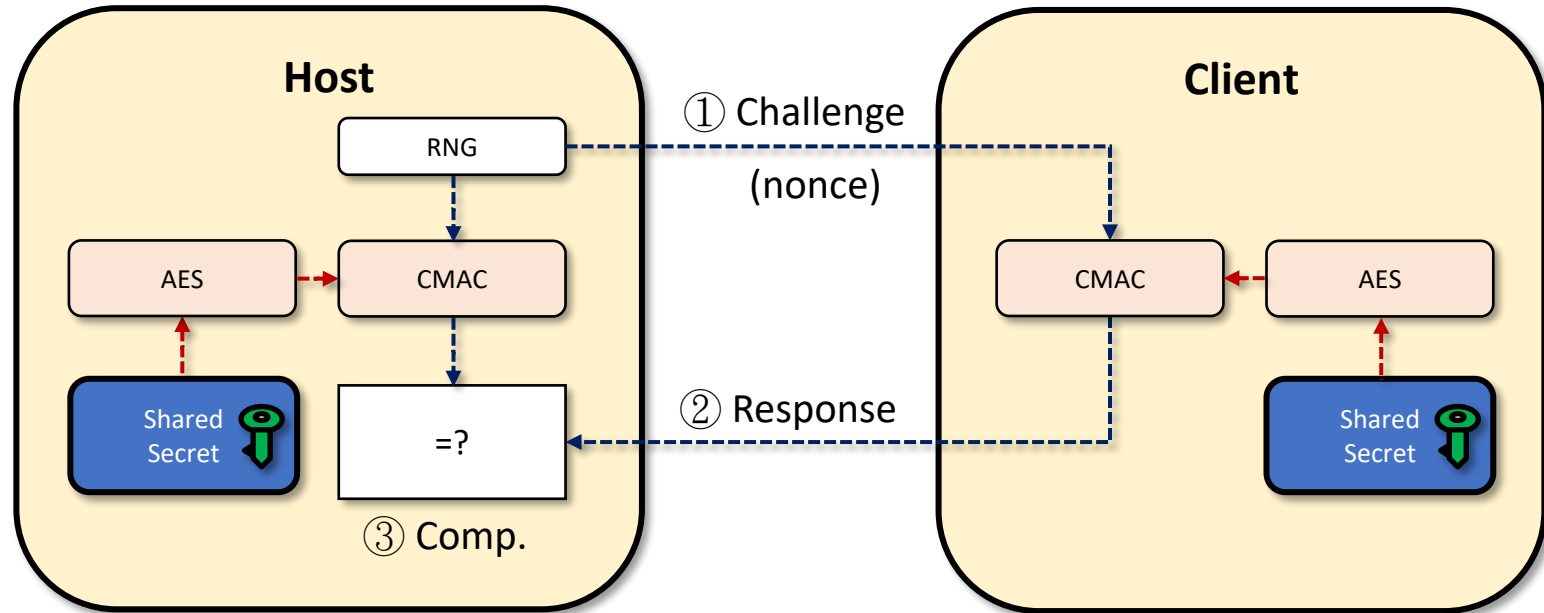 Host
RNG
AES
CMAC
Shared
Secret
=?
③ Comp.
① Challenge
(nonce)
② Response
Client
CMAC
AES
Shared
Secret